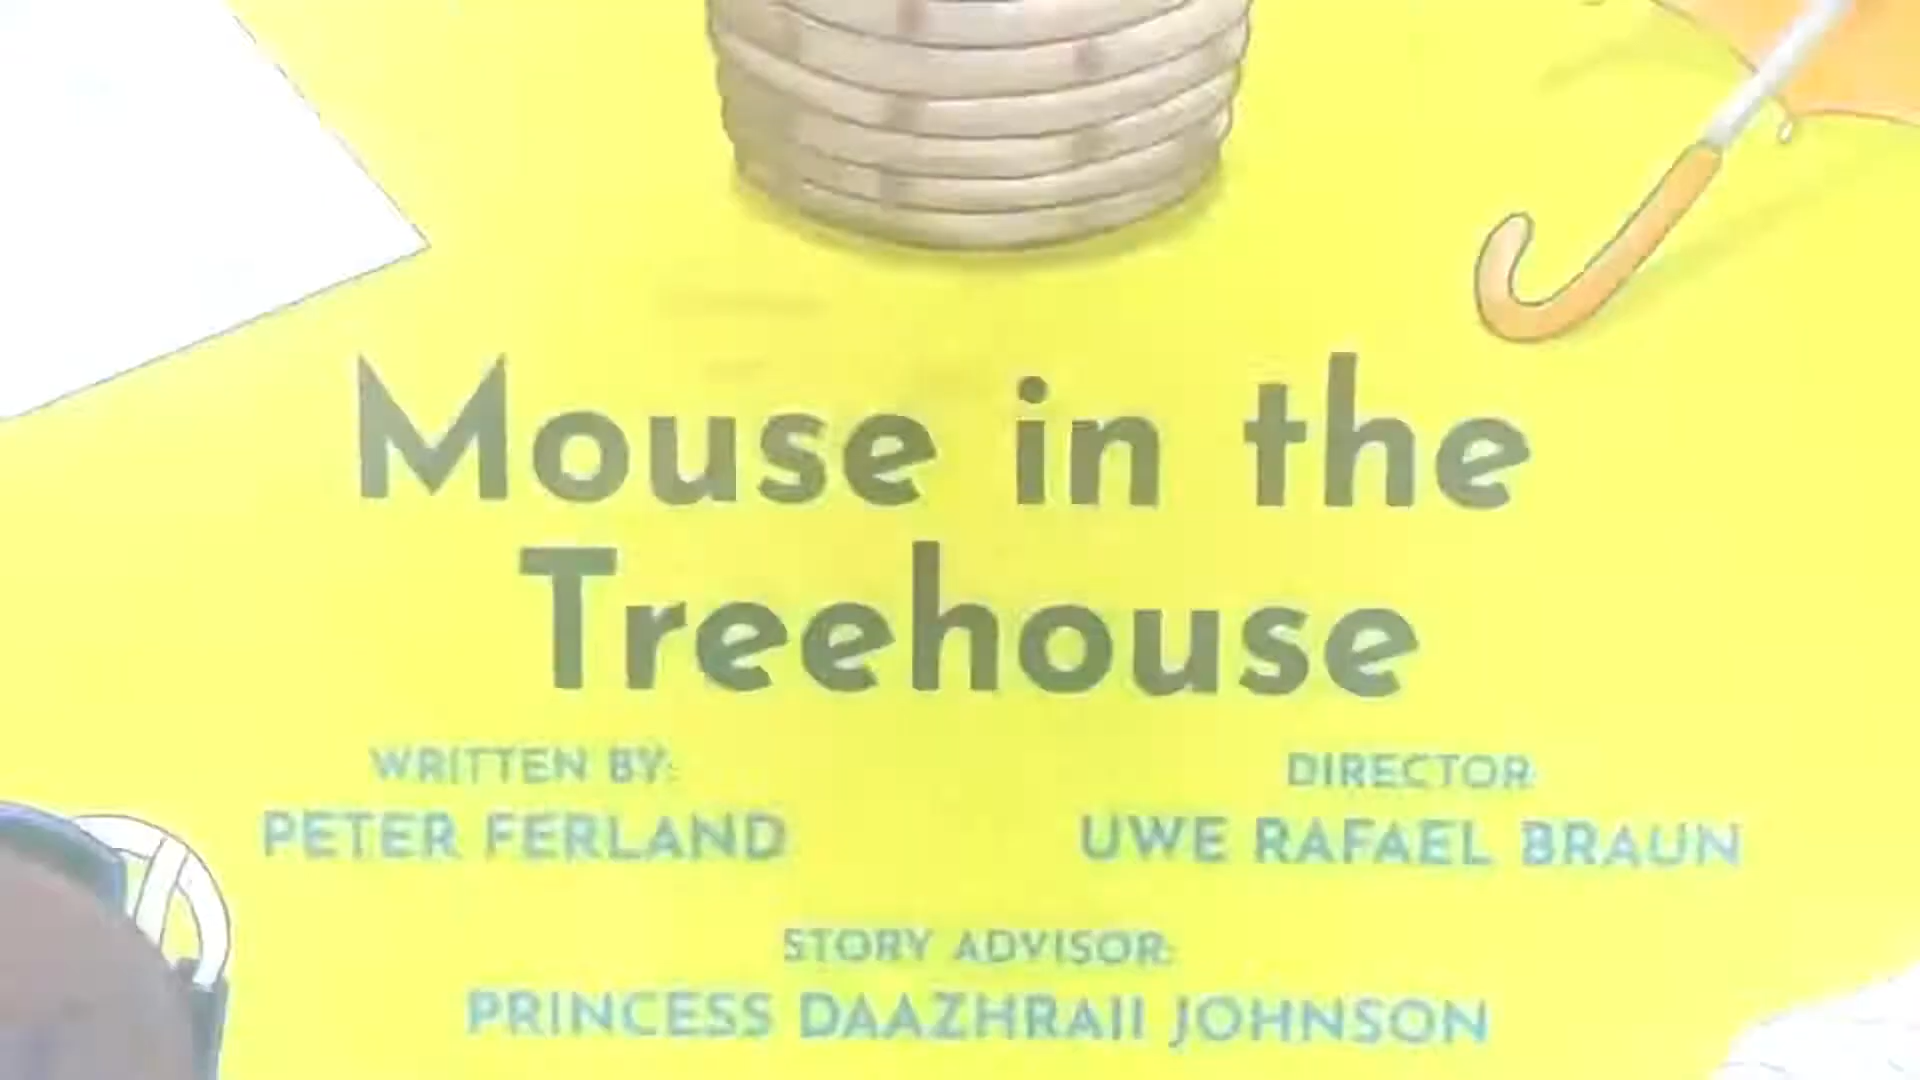 Mouse in the
Treehouse
WRITTEN BY:
PETER FERLAND
DIRECTOR:
UWE RAFAEL BRAUN
STORY ADVISOR:
PRINCESS DAAZHRAII JOHNSON